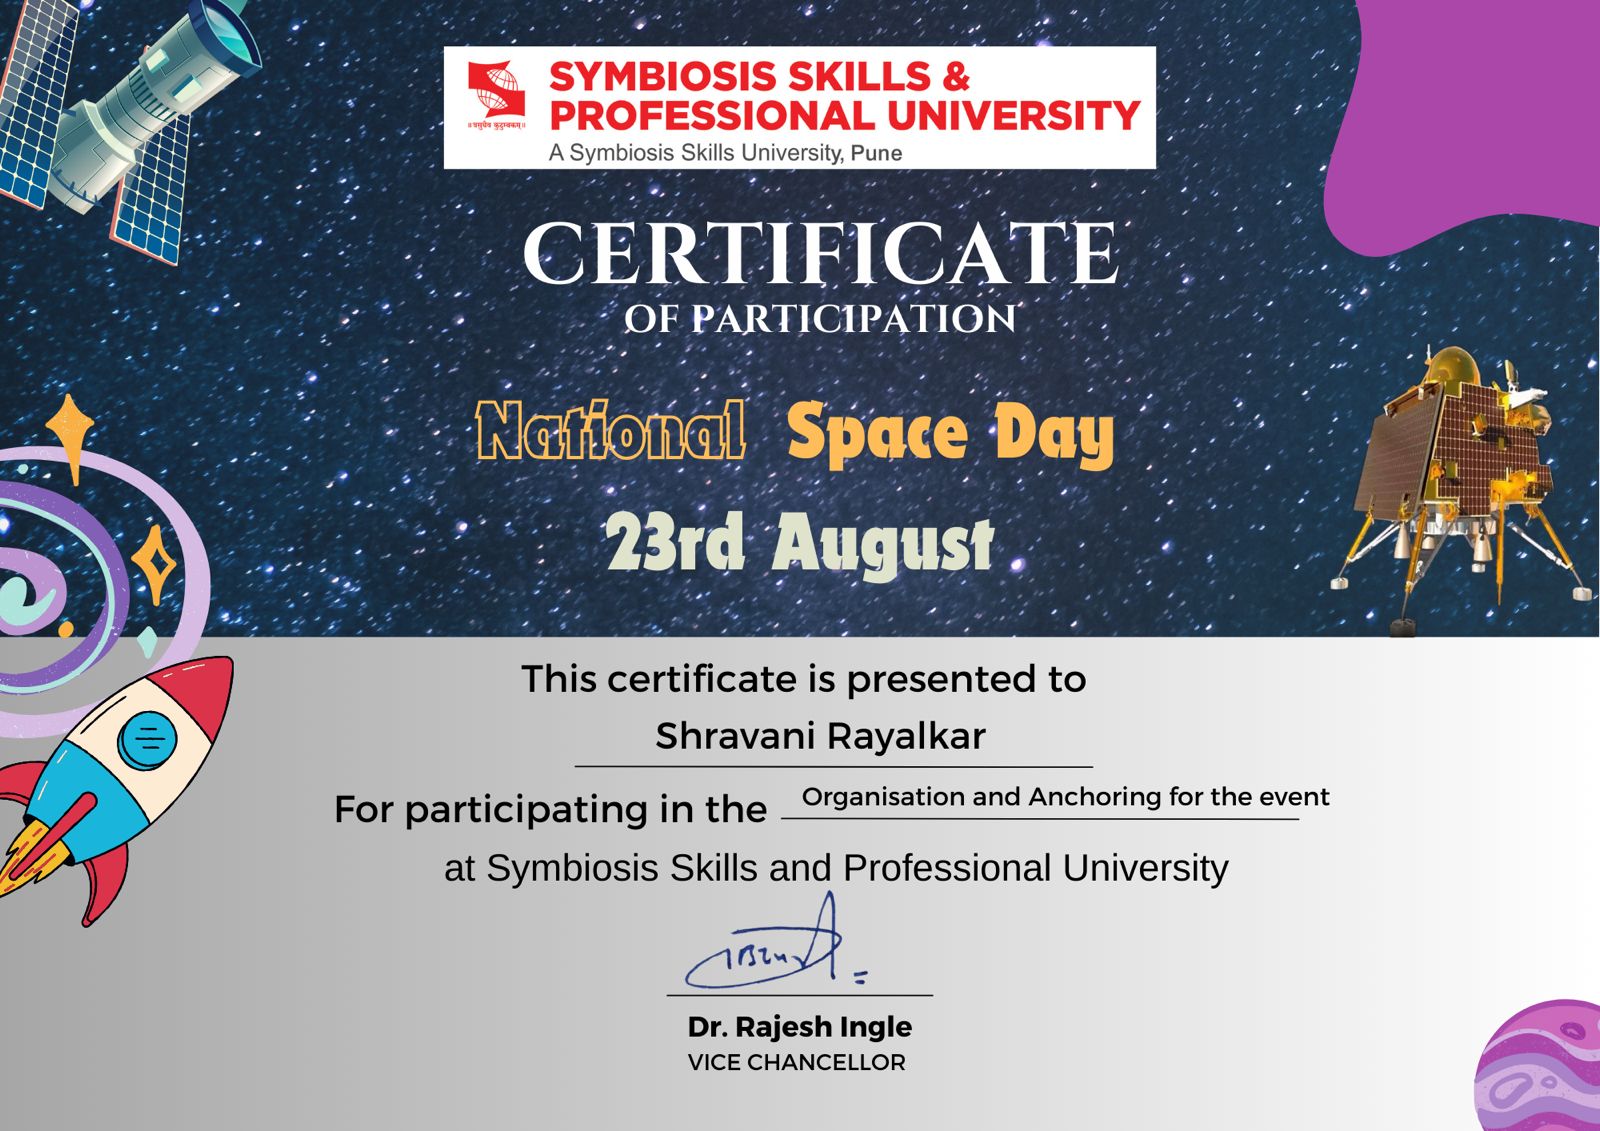 SYMBIOSIS SKILLS &
PROFESSIONAL UNIVERSITY
॥ वसुधैव कुटुम्बकम् ॥
A Symbiosis Skills University, Pune
CERTIFICATE
OF PARTICIPATION
National Space Day
23rd August
This certificate is presented to
Shravani Rayalkar
For participating in the Organisation and Anchoring for the event
at Symbiosis Skills and Professional University
Dr. Rajesh Ingle
VICE CHANCELLOR